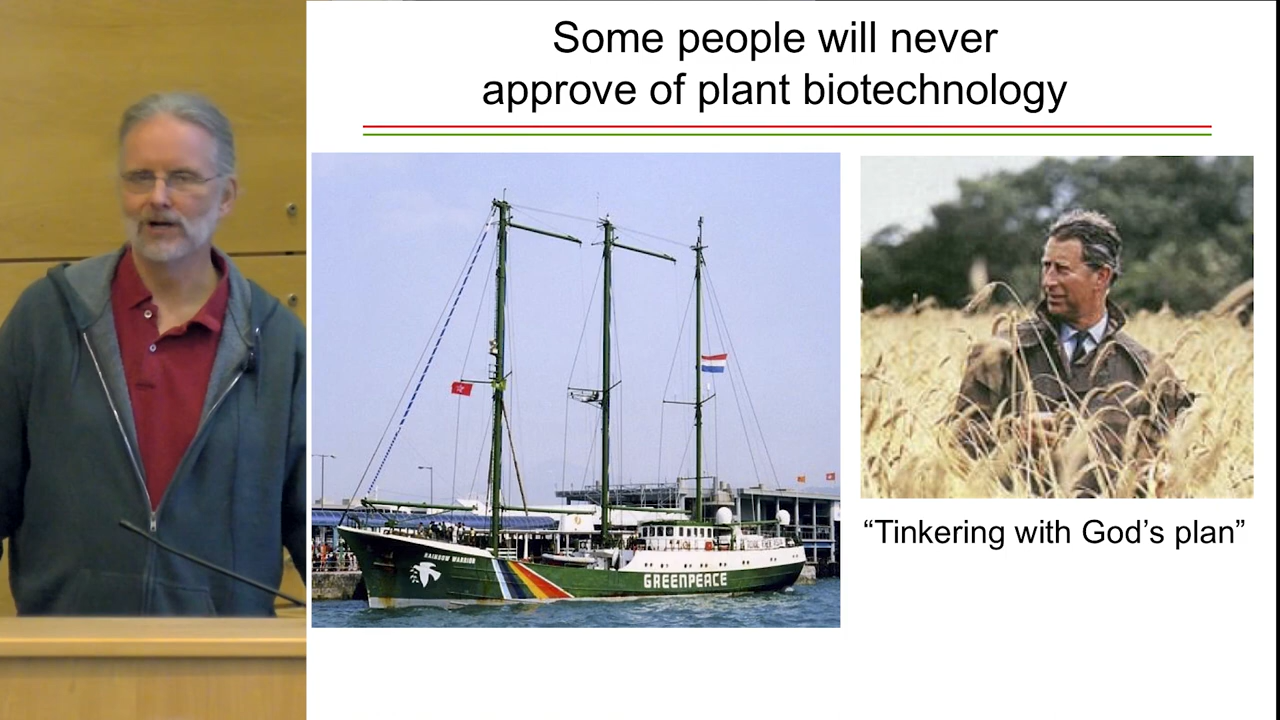 Some people will never
approve of plant biotechnology
RAINBOW WARRIOR
GREENPEACE
“Tinkering with God’s plan”